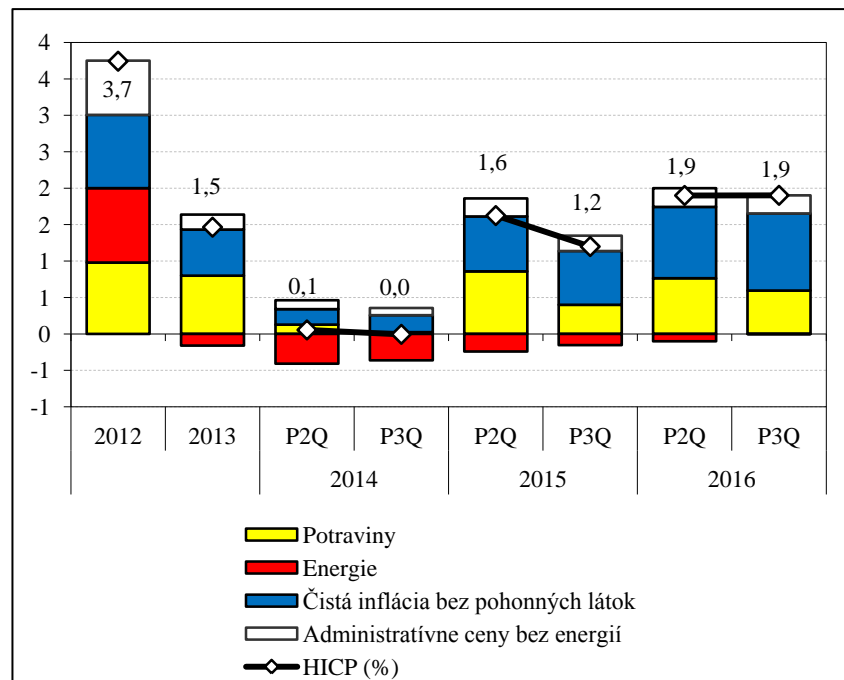 4
4
3
3
2
2
1
1
0
-1
-1
3,7
1,5
0,1
0,0
1,6
1,2
1,9
1,9
2012 2013 P2Q P3Q P2Q P3Q P2Q P3Q
2014 2015 2016
Potraviny
Energie
Čistá inflácia bez pohonných látok
Administratívne ceny bez energií
HICP (%)